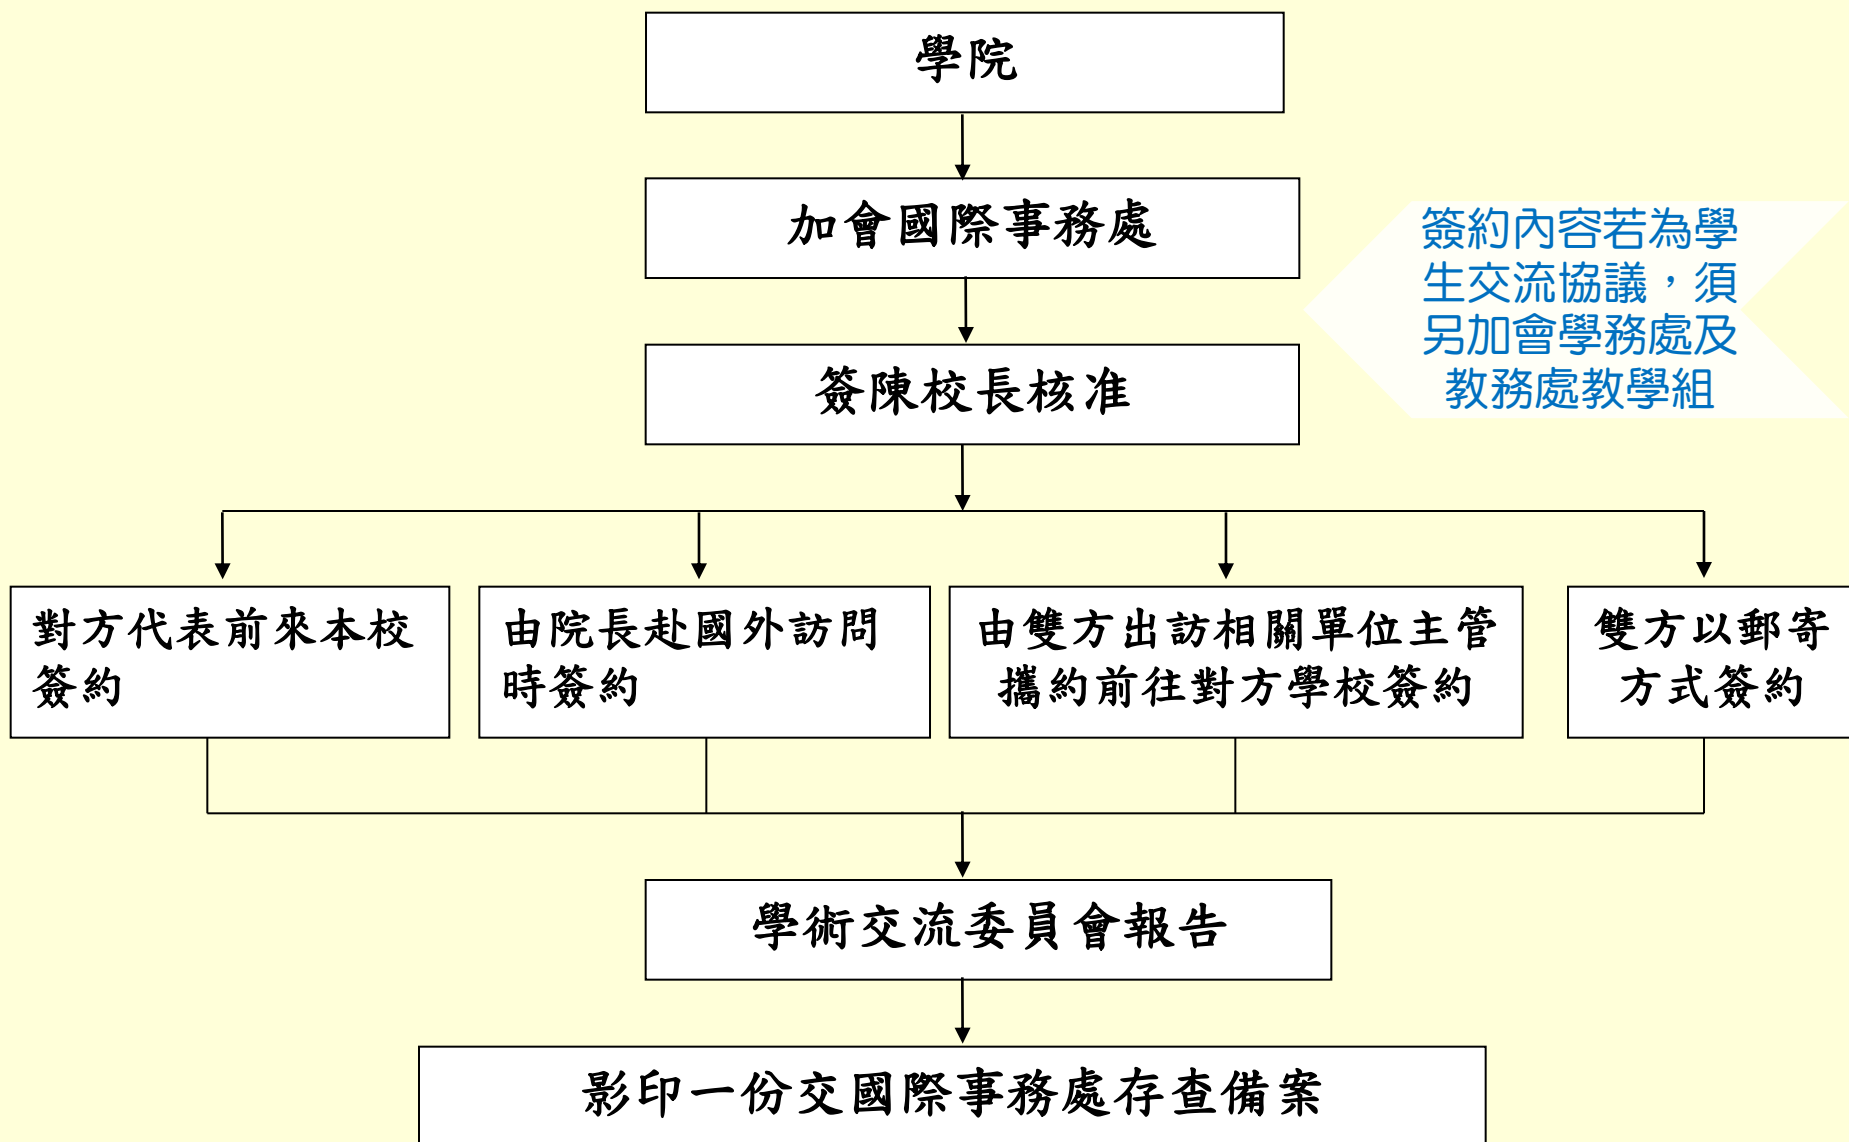 學院
加會國際事務處
簽約內容若為學
生交流協議，須
另加會學務處及
教務處教學組
簽陳校長核准
對方代表前來本校
簽約
由院長赴國外訪問
時簽約
由雙方出訪相關單位主管
攜約前往對方學校簽約
雙方以郵寄
方式簽約
學術交流委員會報告
影印一份交國際事務處存查備案